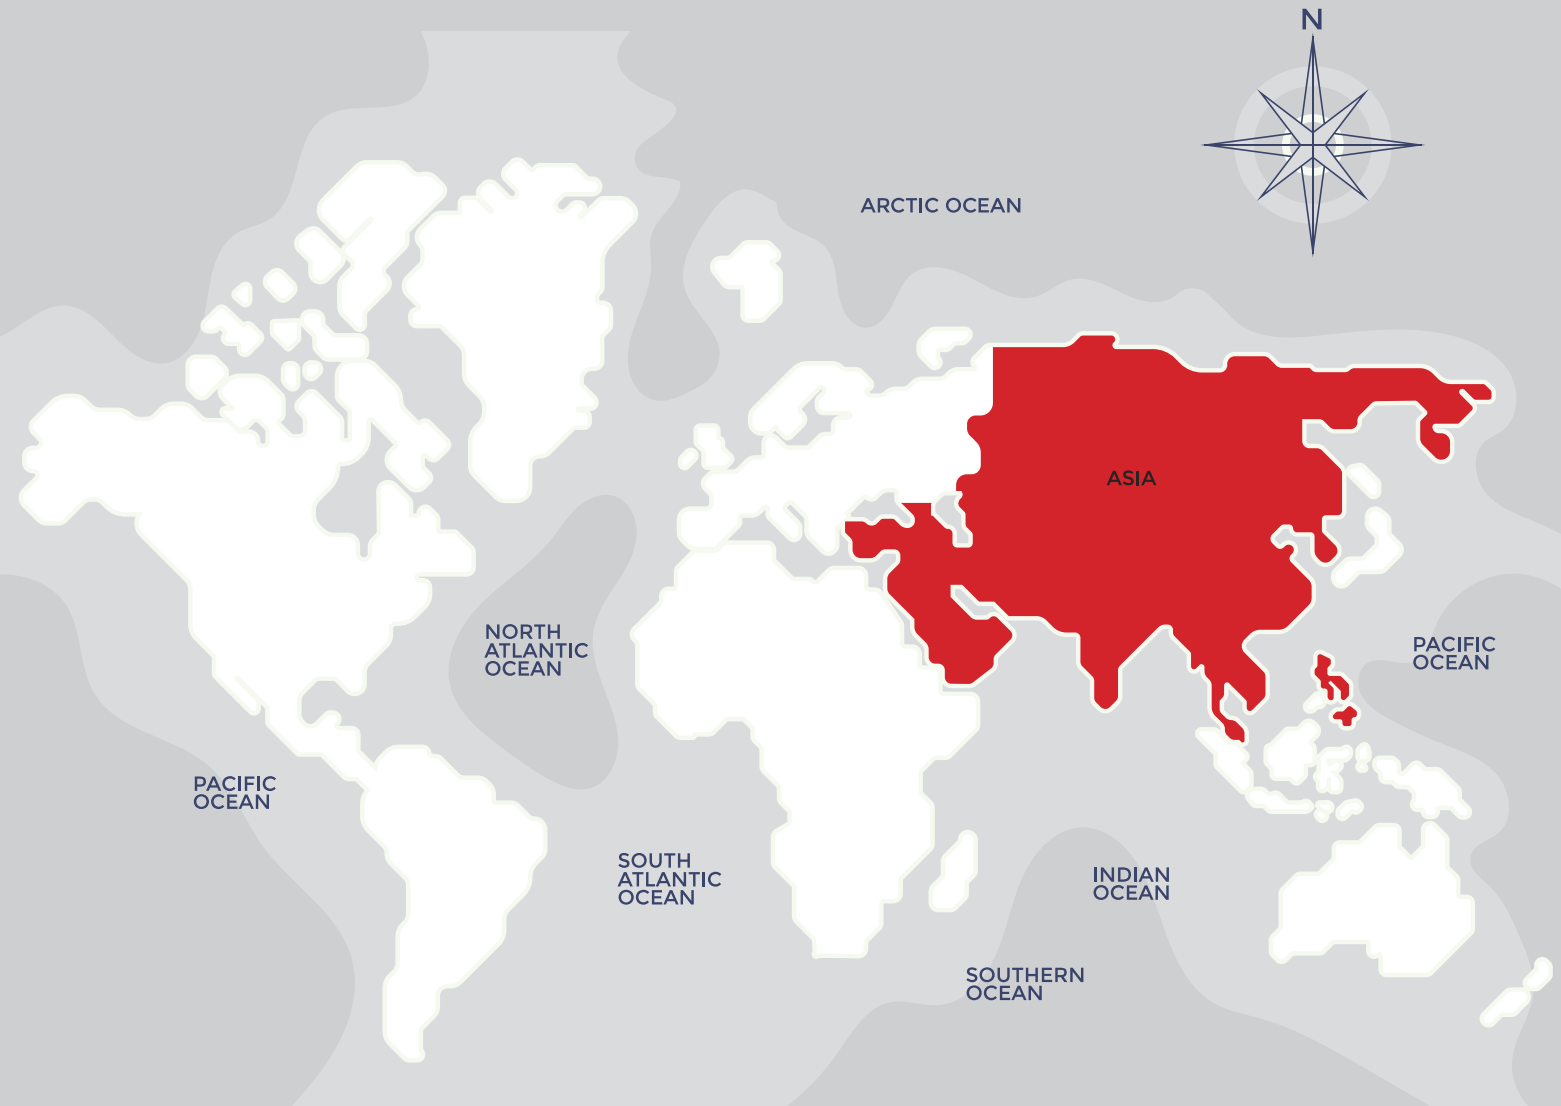 N
ARCTIC OCEAN
ASIA
NORTH
ATLANTIC
OCEAN
PACIFIC
OCEAN
PACIFIC
OCEAN
SOUTH
ATLANTIC
OCEAN
INDIAN
OCEAN
SOUTHERN
OCEAN